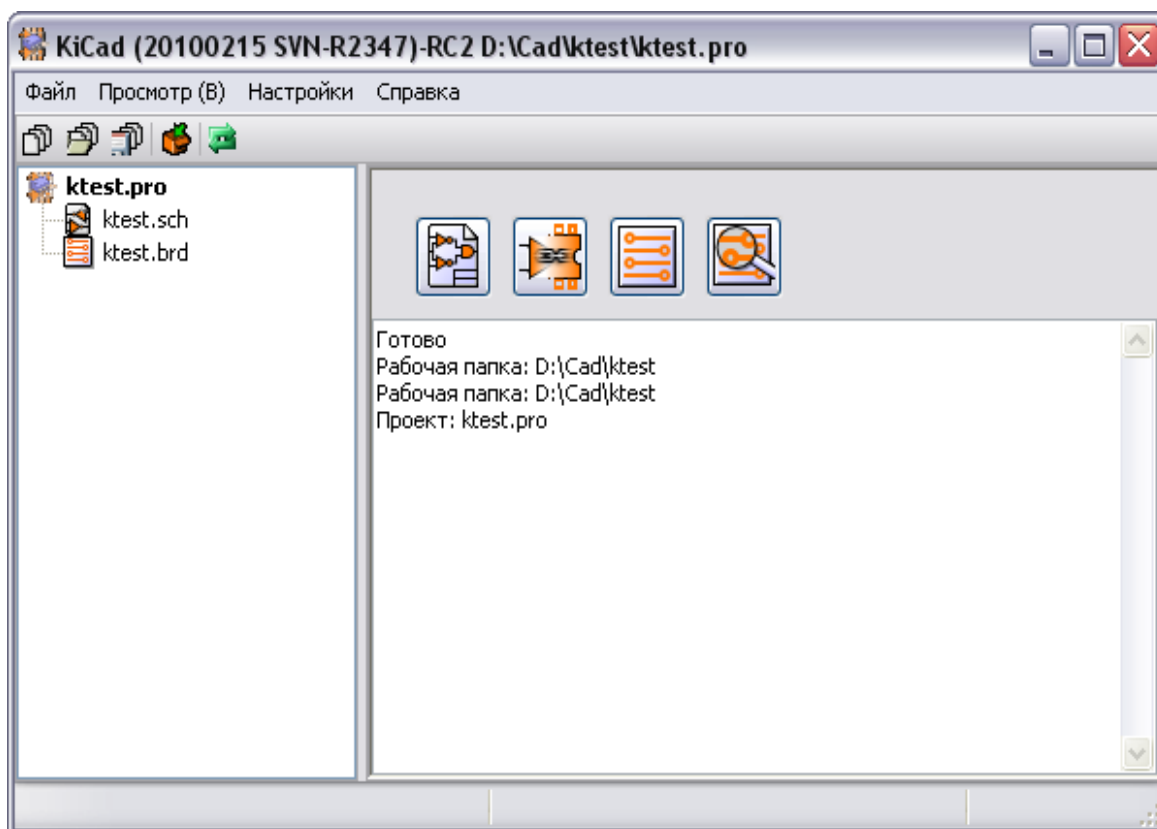 KiCad (20100215 SVN-R2347)-RC2 D:\Cad\ktest\ktest.pro
Файл Просмотр (В) Настройки Справка
ktest.pro
ktest.sch
ktest.brd
Готово
Рабочая папка: D:\Cad\ktest
Рабочая папка: D:\Cad\ktest
Проект: ktest.pro